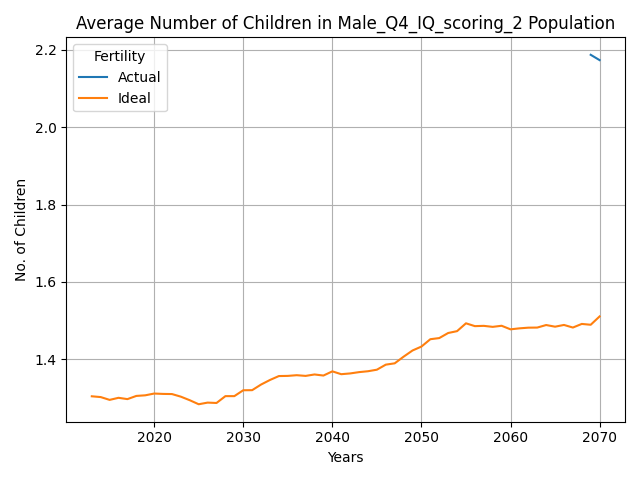 Average Number of Children in Male_Q4_IQ_scoring_2 Population
Fertility
Actual
Ideal
No. of Children
2.2
2.0
1.8
1.6
1.4
2020 2030 2040 2050 2060 2070
Years